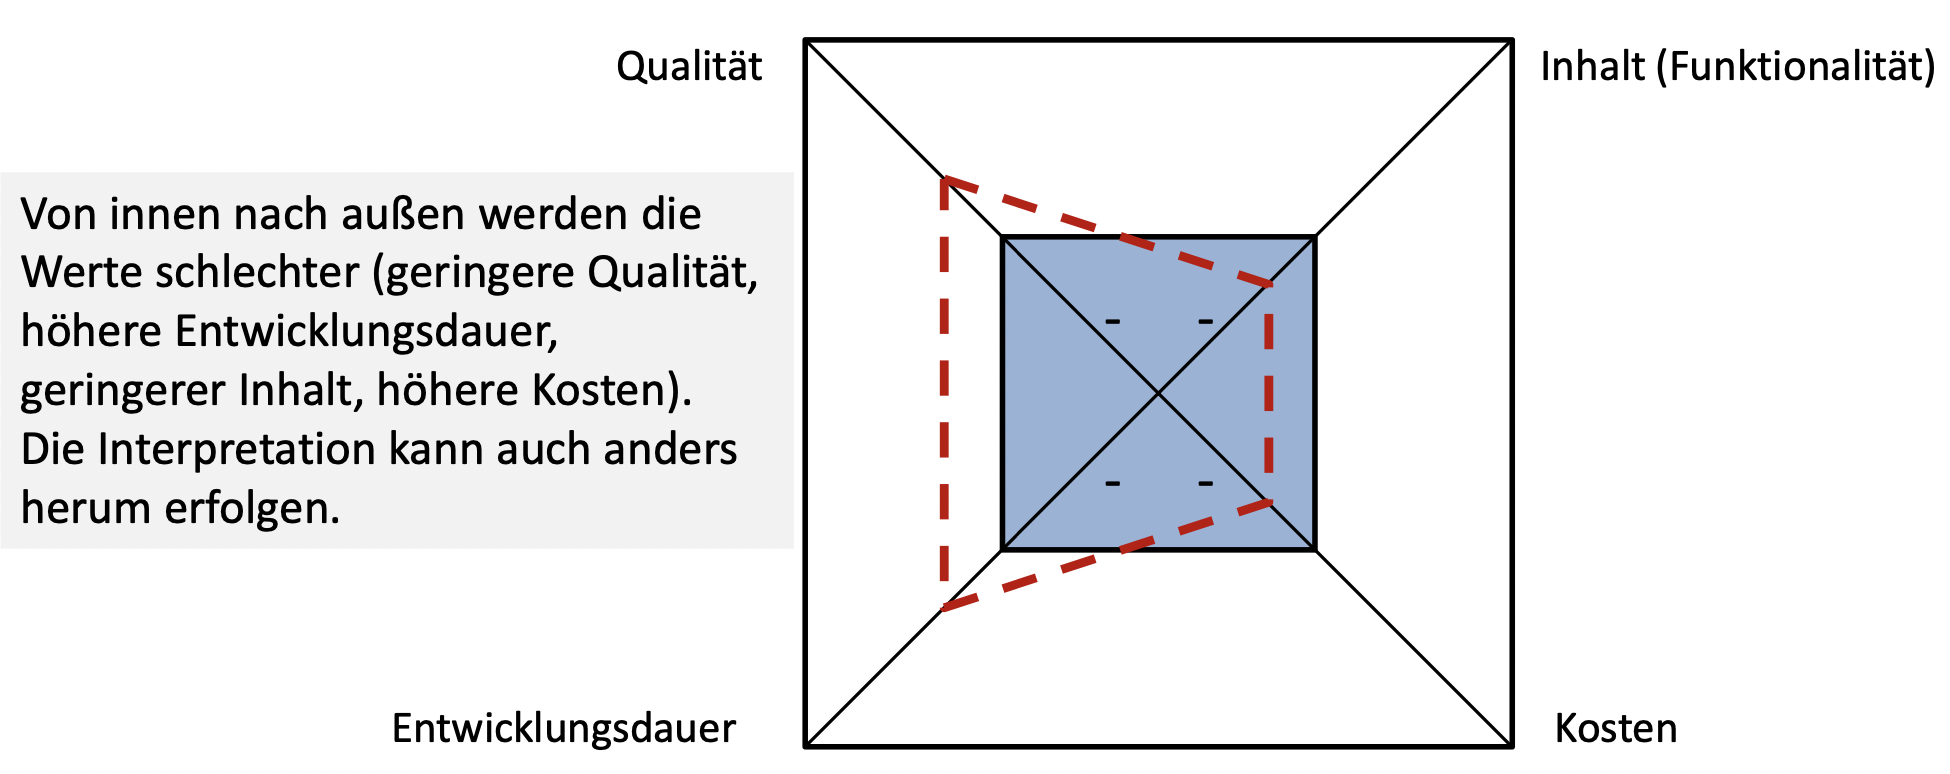 Qualität
Inhalt (Funktionalität)
Von innen nach außen werden die
Werte schlechter (geringere Qualität,
höhere Entwicklungsdauer,
geringerer Inhalt, höhere Kosten).
Die Interpretation kann auch anders
herum erfolgen.
- -
- -
Entwicklungsdauer
Kosten